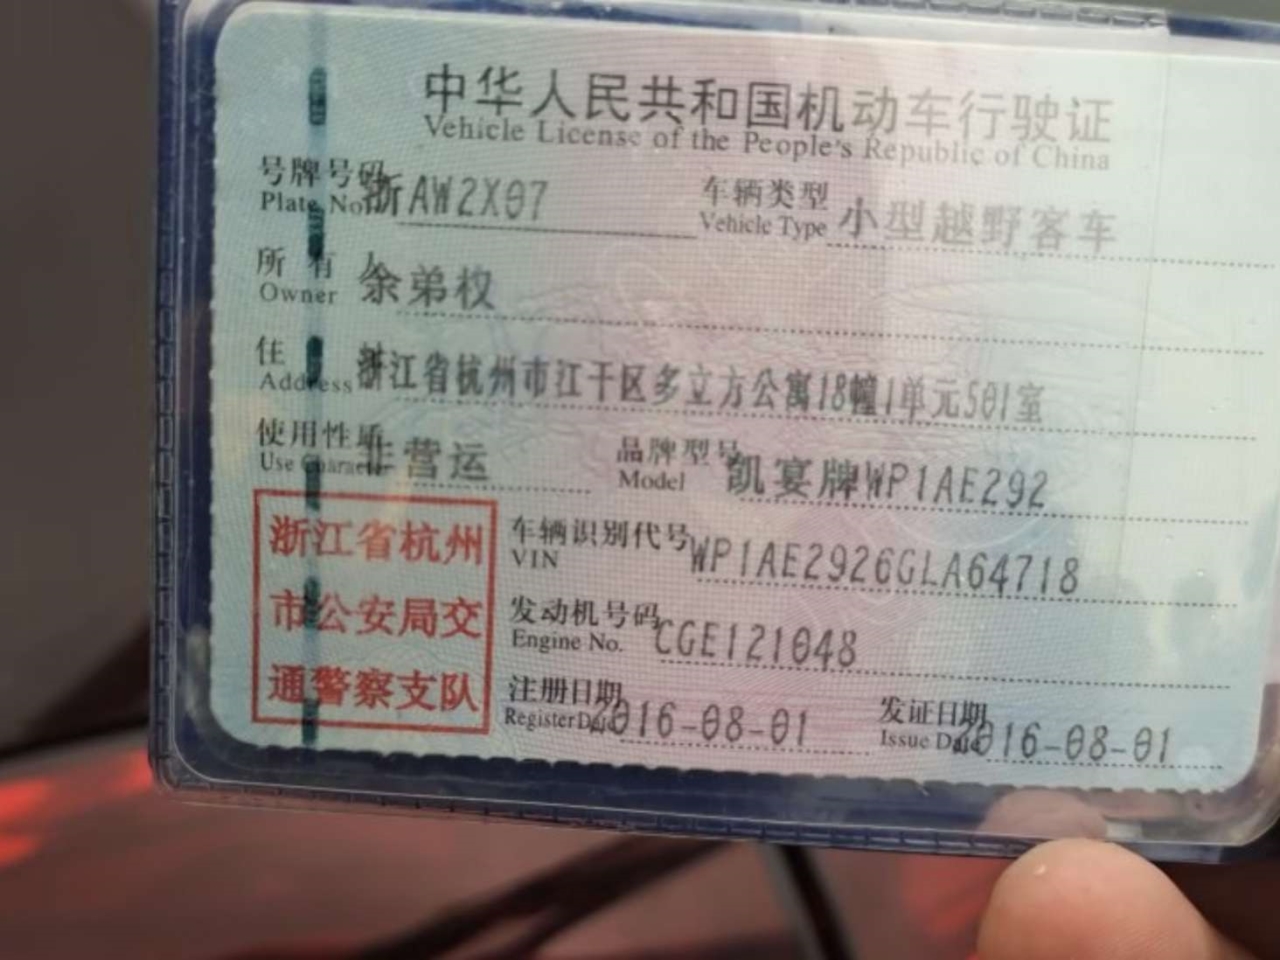 中华人民共和国机动车行驶证
Vehicle License of the People's Republic of China
号牌号码 浙AW2X07 车辆类型 小型越野客车
Plate No. Vehicle Type
所有人 余弟权
Owner
住 浙江省杭州市江干区多立方公寓18幢1单元501室
Address
使用性质 非营运 品牌型号 凯宴牌WP1AE292
Use Character Model
浙江省杭州
市公安局交
通警察支队
车辆识别代号 WP1AE2926GLA64718
VIN
发动机号码 CGE121048
Engine No.
注册日期 2016-08-01 发证日期 2016-08-01
Register Date Issue Date